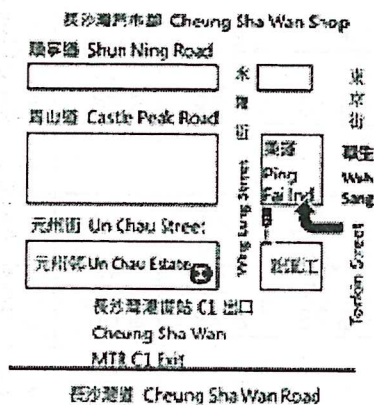 長沙灣門市部 Cheung Sha Wan Shop
順寧道 Shun Ning Road
永隆街
東京街
青山道 Castle Peak Road
Ping
Fai Ind
Sang
Wing Lung Street
元州街 Un Chau Street
元州邨 Un Chau Estate
Tonkin Street
長沙灣港鐵站 C1 出口
Cheung Sha Wan
MTR C1 Exit
長沙灣道 Cheung Sha Wan Road